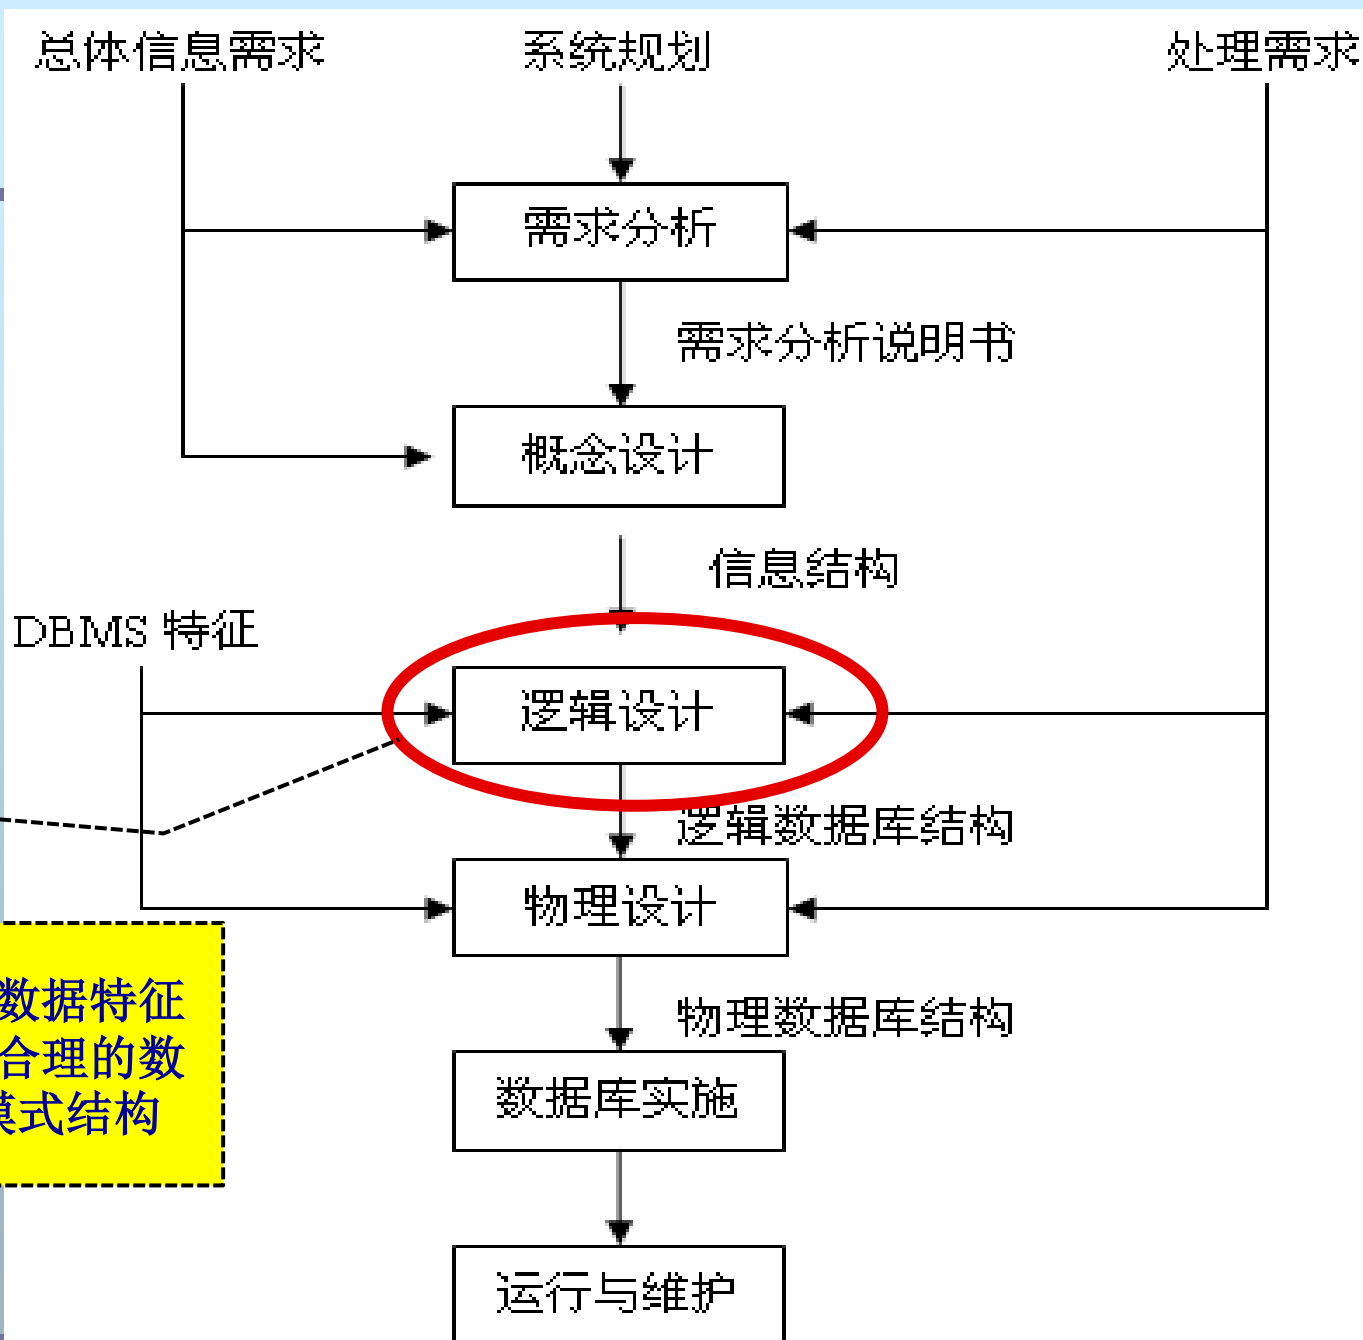 总体信息需求
系统规划
处理需求
需求分析
需求分析说明书
概念设计
信息结构
DBMS 特征
逻辑设计
逻辑数据库结构
物理设计
数据特征
合理的数
模式结构
物理数据库结构
数据库实施
运行与维护